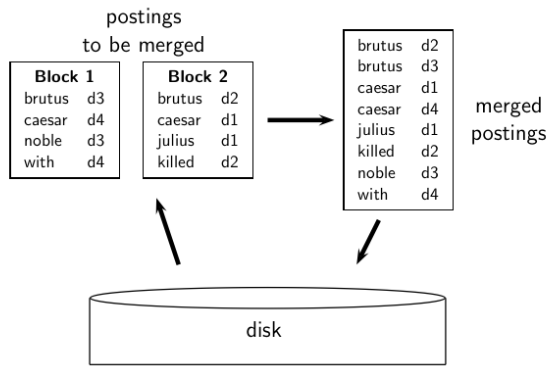 postings
to be merged
Block 1
brutus d3
caesar d4
noble d3
with d4
Block 2
brutus d2
caesar d1
julius d1
killed d2
brutus d2
brutus d3
caesar d1
caesar d4
julius d1
killed d2
noble d3
with d4
merged
postings
disk